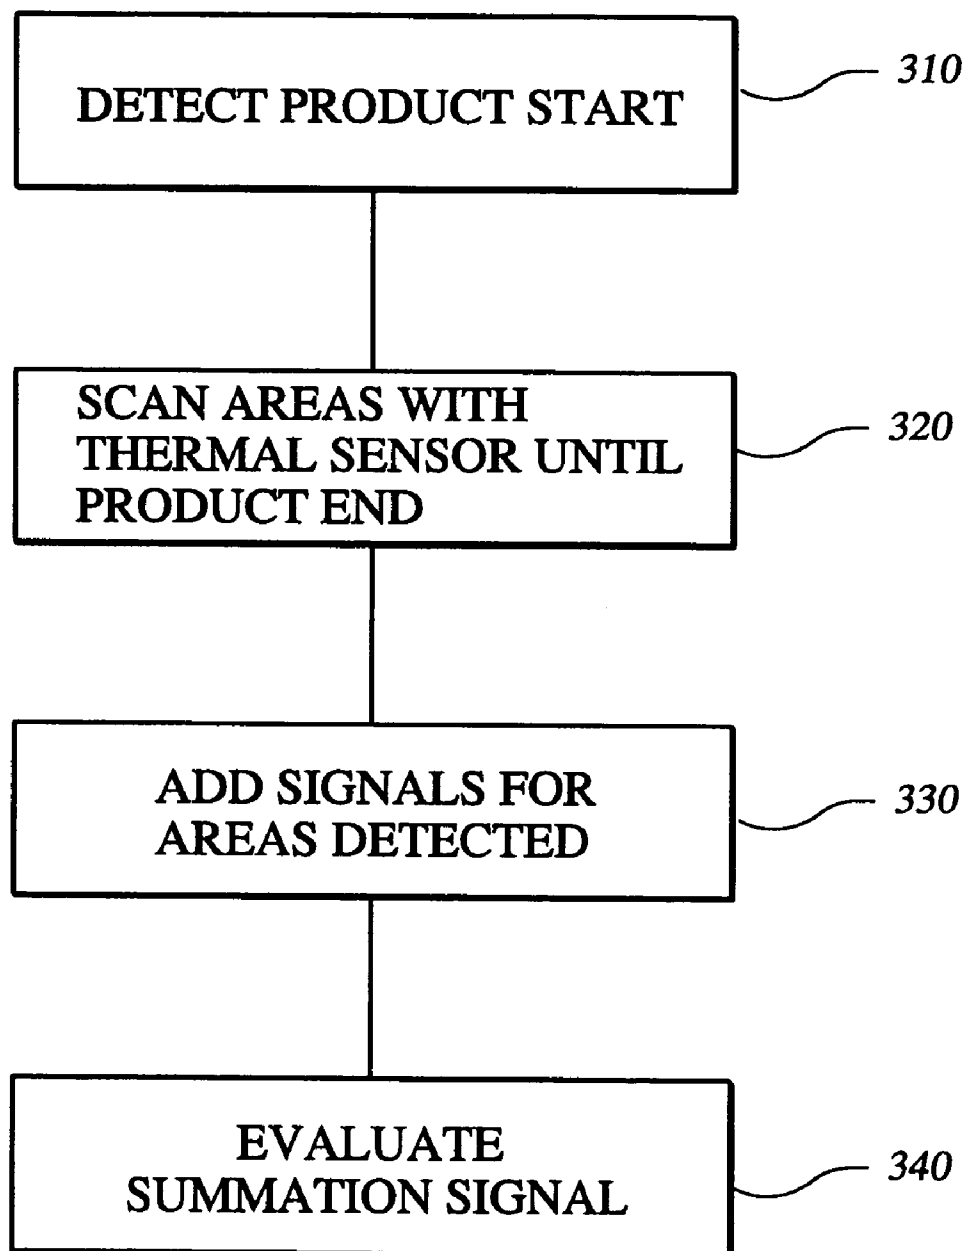 DETECT PRODUCT START
310
SCAN AREAS WITH
THERMAL SENSOR UNTIL
PRODUCT END
320
ADD SIGNALS FOR
AREAS DETECTED
330
EVALUATE
SUMMATION SIGNAL
340